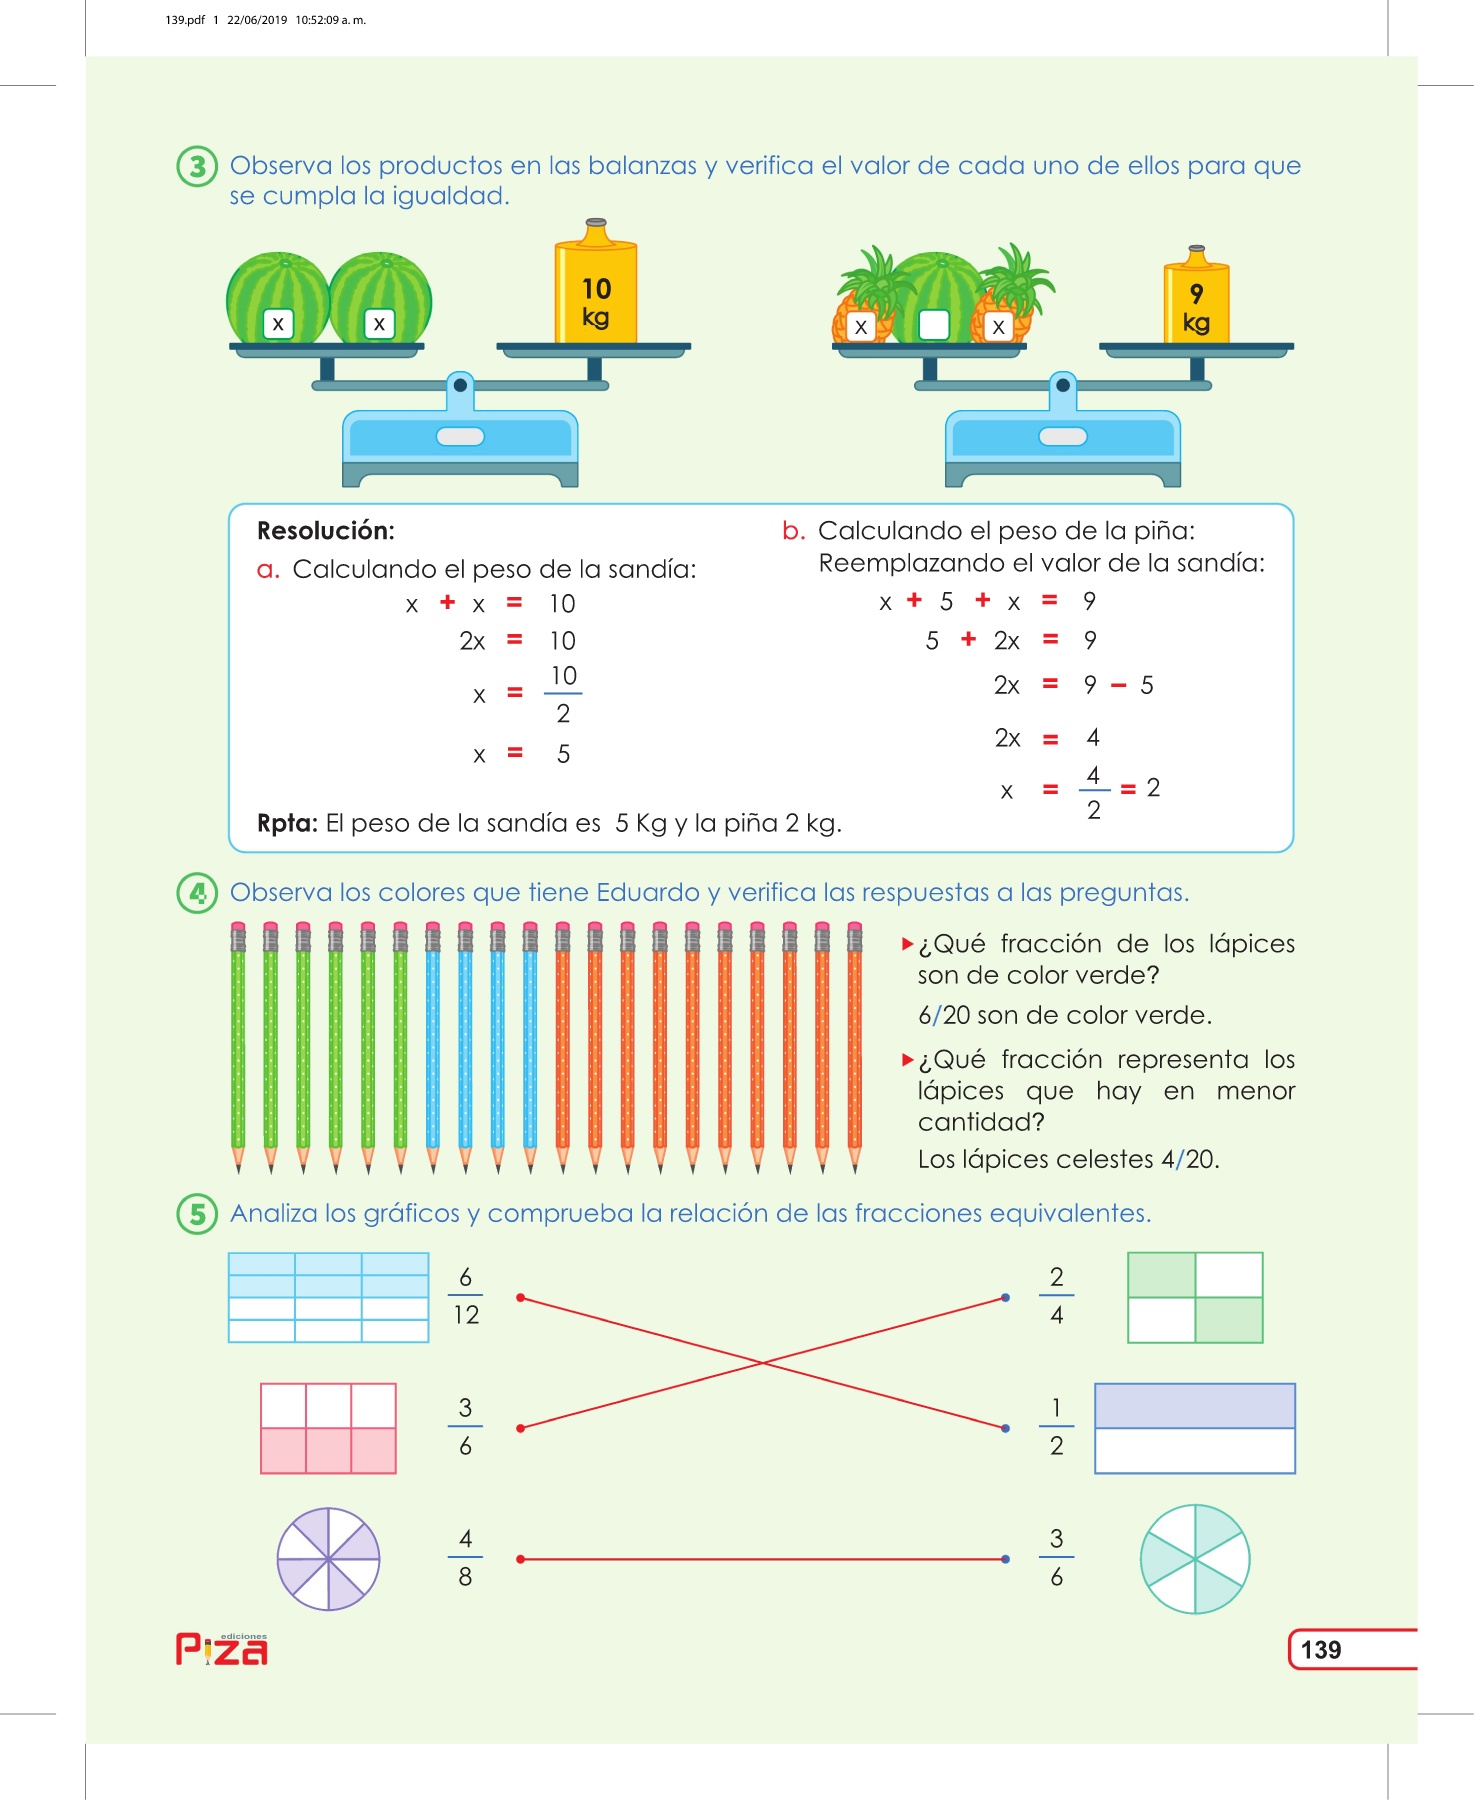 139.pdf 1 22/06/2019 10:52:09 a. m.
3 Observa los productos en las balanzas y verifica el valor de cada uno de ellos para que
se cumpla la igualdad.
x x 10
kg
x x 9
kg
Resolución:
a. Calculando el peso de la sandía:
x + x = 10
2x = 10
x = 10/2
x = 5
b. Calculando el peso de la piña:
Reemplazando el valor de la sandía:
x + 5 + x = 9
5 + 2x = 9
2x = 9 - 5
2x = 4
x = 4/2 = 2
Rpta: El peso de la sandía es 5 Kg y la piña 2 kg.
4 Observa los colores que tiene Eduardo y verifica las respuestas a las preguntas.
¿Qué fracción de los lápices
son de color verde?
6/20 son de color verde.
¿Qué fracción representa los
lápices que hay en menor
cantidad?
Los lápices celestes 4/20.
5 Analiza los gráficos y comprueba la relación de las fracciones equivalentes.
6/12 2/4
3/6 1/2
4/8 3/6
ediciones
Piza
139